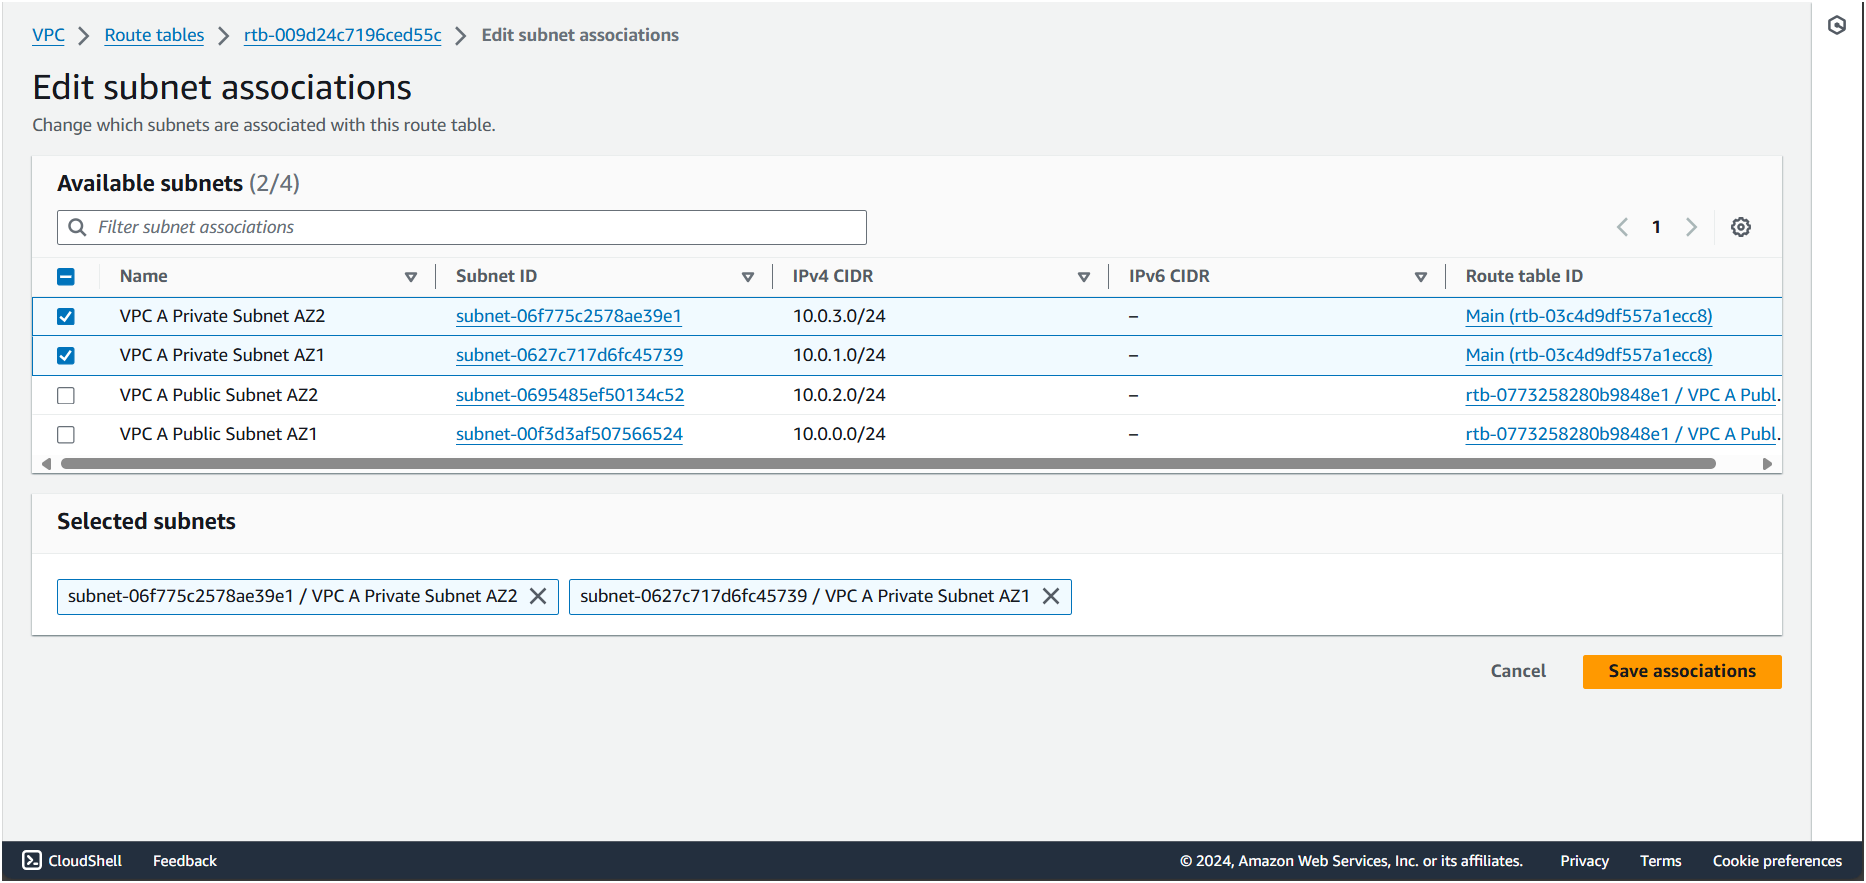 VPC > Route tables > rtb-009d24c7196ced55c > Edit subnet associations
Edit subnet associations
Change which subnets are associated with this route table.
Available subnets (2/4)
Filter subnet associations
1
Name Subnet ID IPv4 CIDR IPv6 CIDR Route table ID
VPC A Private Subnet AZ2 subnet-06f775c2578ae39e1 10.0.3.0/24 – Main (rtb-03c4d9df557a1ecc8)
VPC A Private Subnet AZ1 subnet-0627c717d6fc45739 10.0.1.0/24 – Main (rtb-03c4d9df557a1ecc8)
VPC A Public Subnet AZ2 subnet-0695485ef50134c52 10.0.2.0/24 – rtb-0773258280b9848e1 / VPC A Publ.
VPC A Public Subnet AZ1 subnet-00f3d3af507566524 10.0.0.0/24 – rtb-0773258280b9848e1 / VPC A Publ.
Selected subnets
subnet-06f775c2578ae39e1 / VPC A Private Subnet AZ2 subnet-0627c717d6fc45739 / VPC A Private Subnet AZ1
Cancel Save associations
CloudShell Feedback © 2024, Amazon Web Services, Inc. or its affiliates. Privacy Terms Cookie preferences